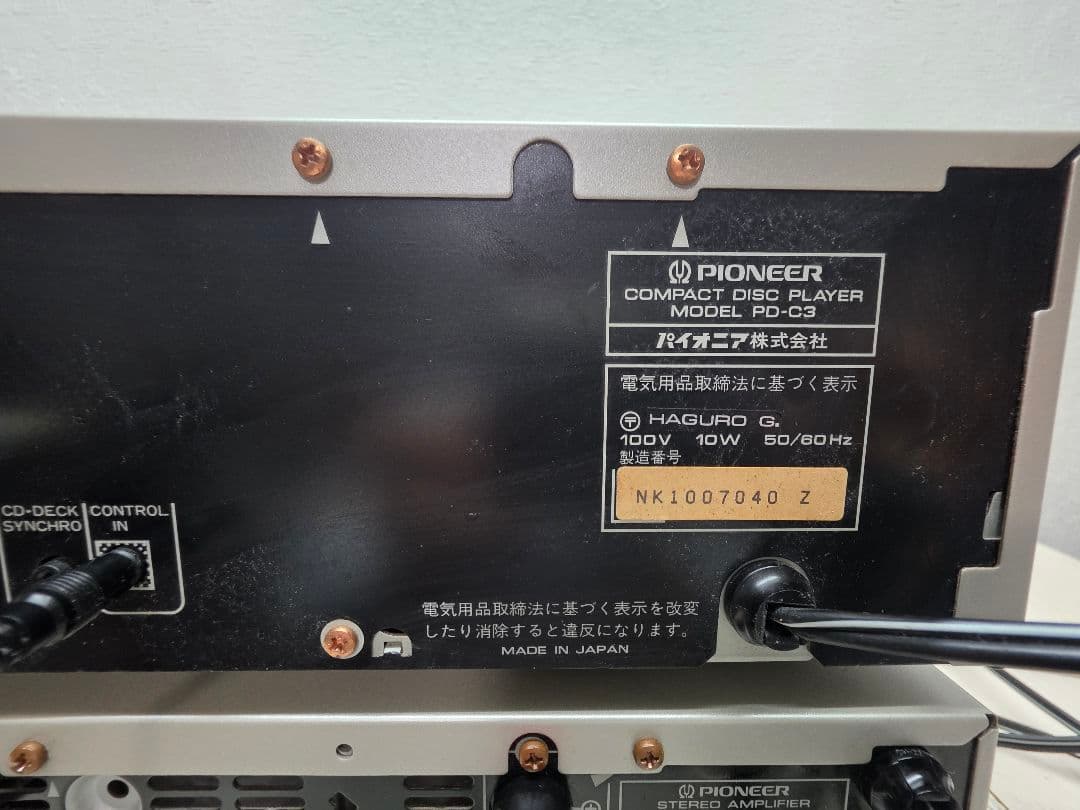 PIONEER
COMPACT DISC PLAYER
MODEL PD-C3
パイオニア株式会社
電気用品取締法に基づく表示
〒 HAGURO G.
100V 10W 50/60Hz
製造番号
NK1007040 Z
CD-DECK
SYNCHRO
CONTROL
IN
電気用品取締法に基づく表示を改変
したり消除すると違反になります。
MADE IN JAPAN
PIONEER
STEREO AMPLIFIER